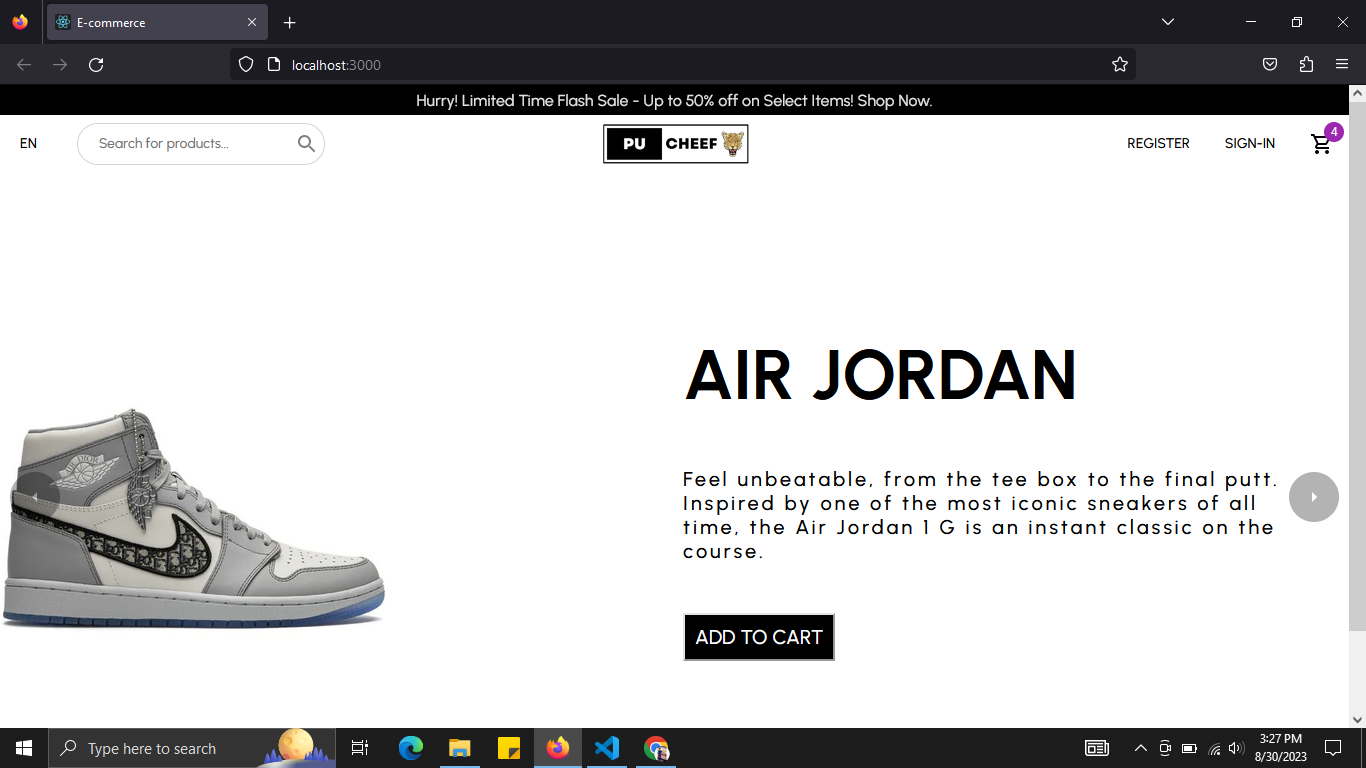 E-commerce
localhost:3000
Hurry! Limited Time Flash Sale - Up to 50% off on Select Items! Shop Now.
EN
Search for products...
PU CHEEF
REGISTER
SIGN-IN
4
AIR JORDAN
AIR DIOR
Feel unbeatable, from the tee box to the final putt.
Inspired by one of the most iconic sneakers of all
time, the Air Jordan 1 G is an instant classic on the
course.
ADD TO CART
Type here to search
3:27 PM
8/30/2023